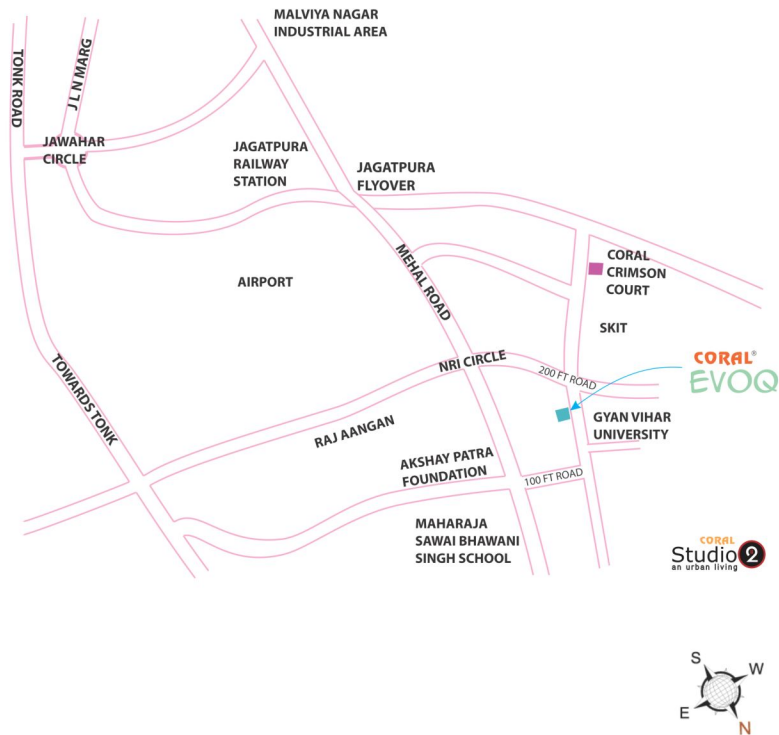 MALVIYA NAGAR
INDUSTRIAL AREA
TONK ROAD
J L N MARG
JAWAHAR
CIRCLE
JAGATPURA
RAILWAY
STATION
JAGATPURA
FLYOVER
MEHAL ROAD
CORAL
CRIMSON
COURT
AIRPORT
SKIT
NRI CIRCLE
200 FT ROAD
CORAL®
EVOQ
TOWARDS TONK
RAJ AANGAN
GYAN VIHAR
UNIVERSITY
AKSHAY PATRA
FOUNDATION
100 FT ROAD
MAHARAJA
SAWAI BHAWANI
SINGH SCHOOL
CORAL
Studio 2
an urban living
S
W
E
N